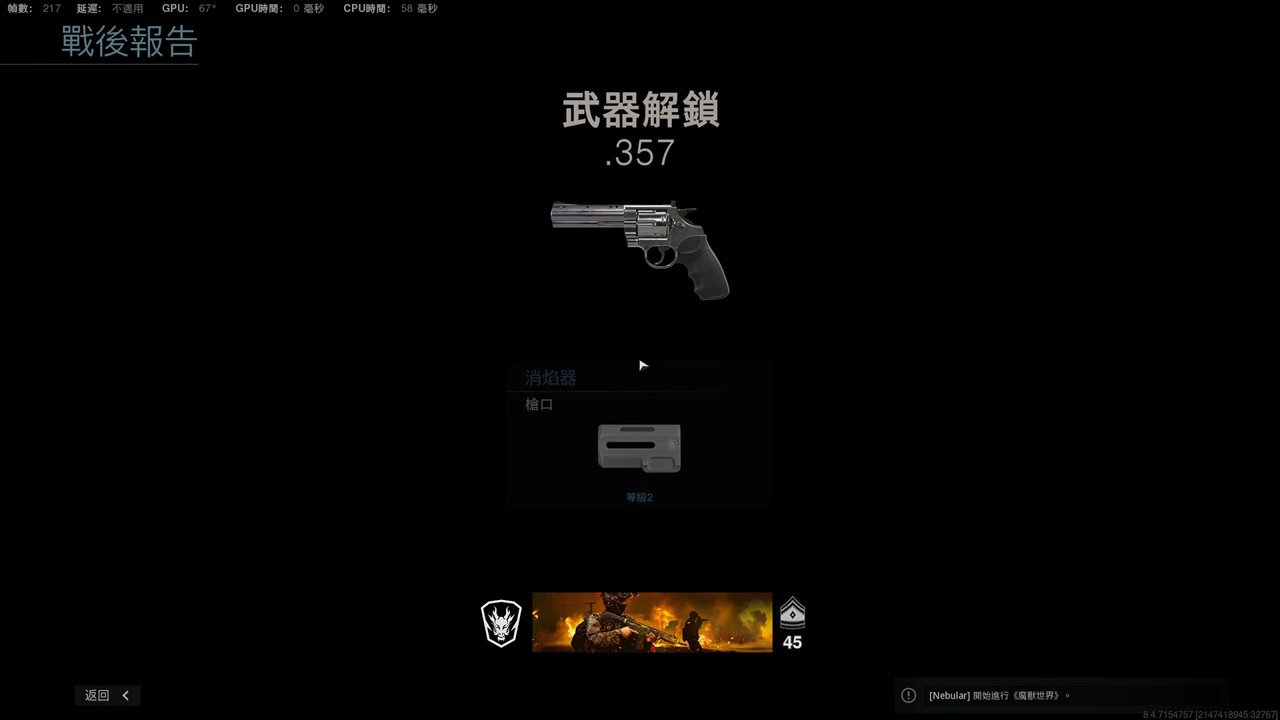 幀數： 217 延遲： 不適用 GPU： 67° GPU時間： 0 毫秒 CPU時間： 58 毫秒
戰後報告
武器解鎖
.357
消焰器
槍口
等級2
45
返回
[Nebular] 開始進行《魔獸世界》。
8.4.7154757 [2147418945:32767]